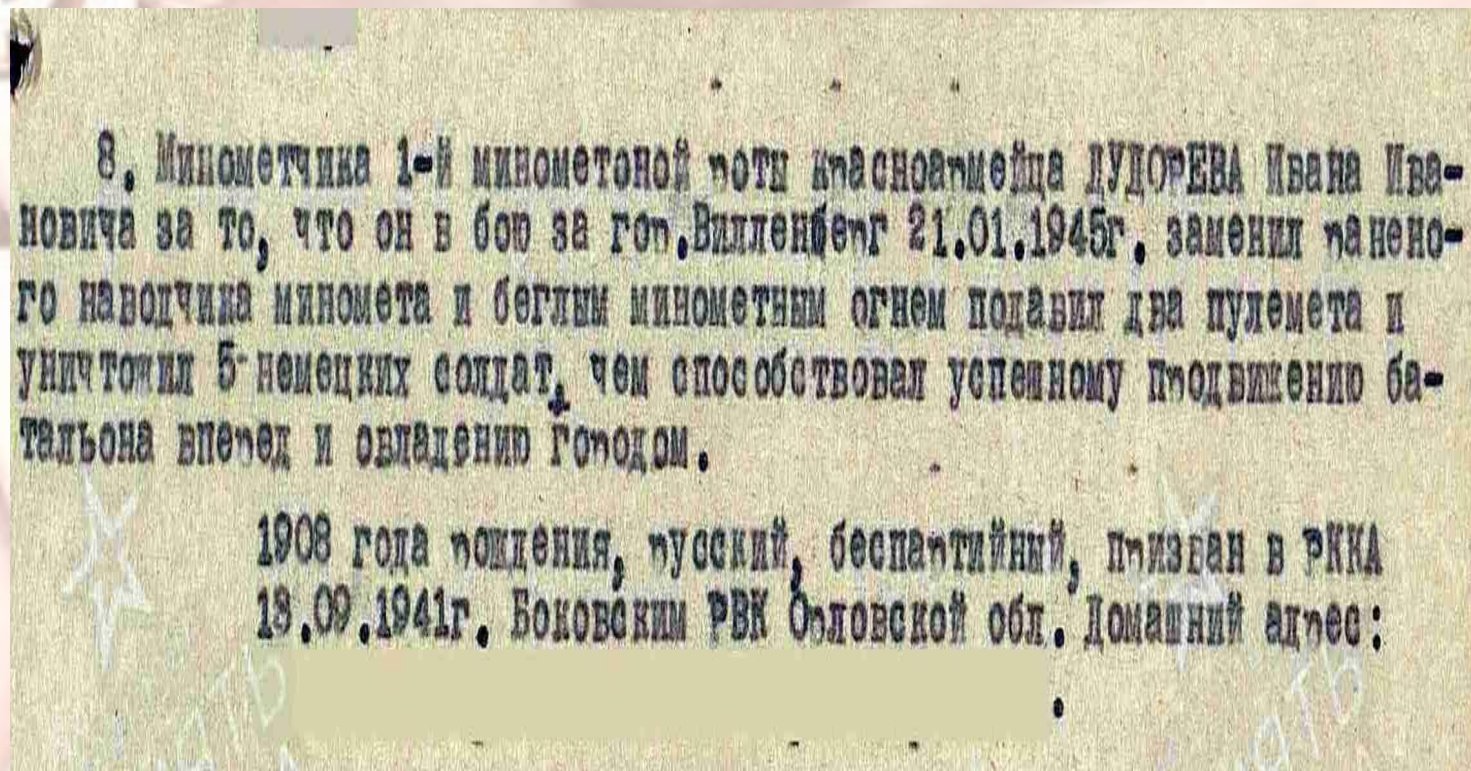 8. Минометчика 1-й минометоной роты красноармейца ДУДОРЕВА Ивана Ива-
новича за то, что он в бою за гор.Вилленберг 21.01.1945г. заменил ранено-
го наводчика миномета и беглым минометным огнем подавил два пулемета и
уничтожил 5 немецких солдат, чем способствовал успешному продвижению ба-
тальона вперед и овладению городом.
1908 года рождения, русский, беспартийный, призван в РККА
18.09.1941г. Боковским РВК Орловской обл. Домашний адрес: